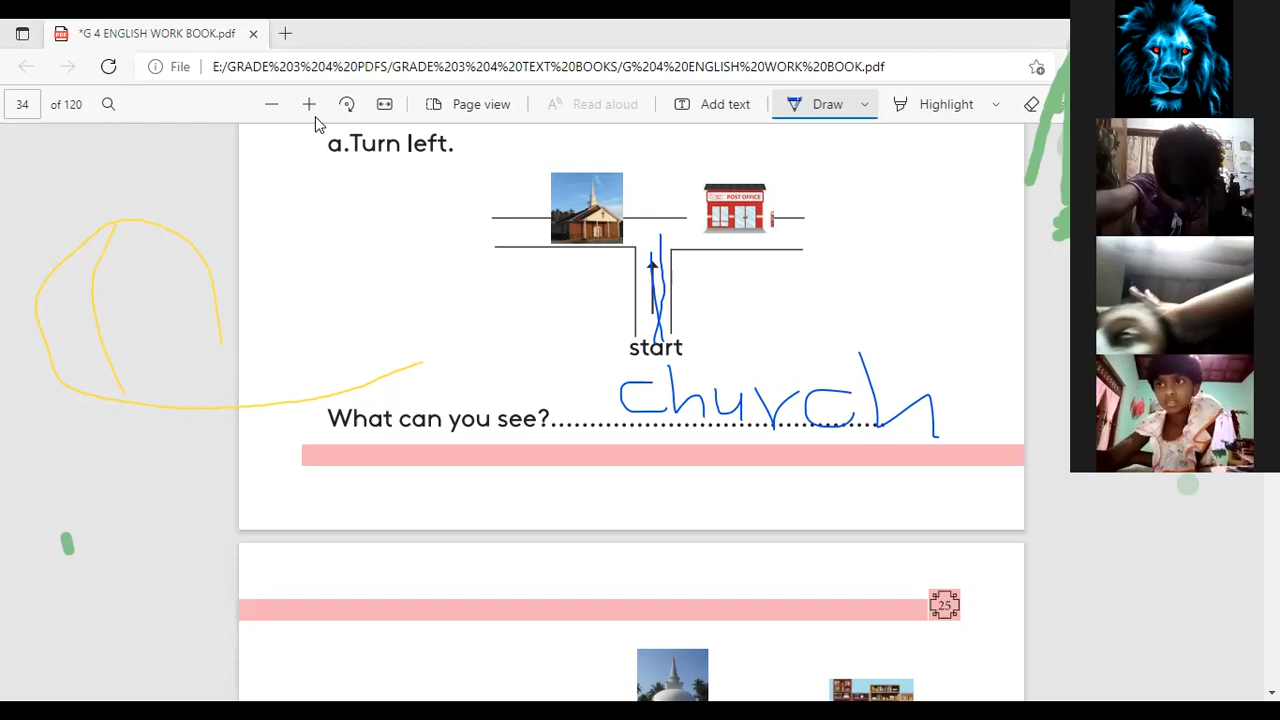 *G 4 ENGLISH WORK BOOK.pdf
File E:/GRADE%203%204%20PDFS/GRADE%203%204%20TEXT%20BOOKS/G%204%20ENGLISH%20WORK%20BOOK.pdf
34 of 120 Page view Read aloud Add text Draw Highlight
a.Turn left.
POST OFFICE
start
church
What can you see?...........................................
25